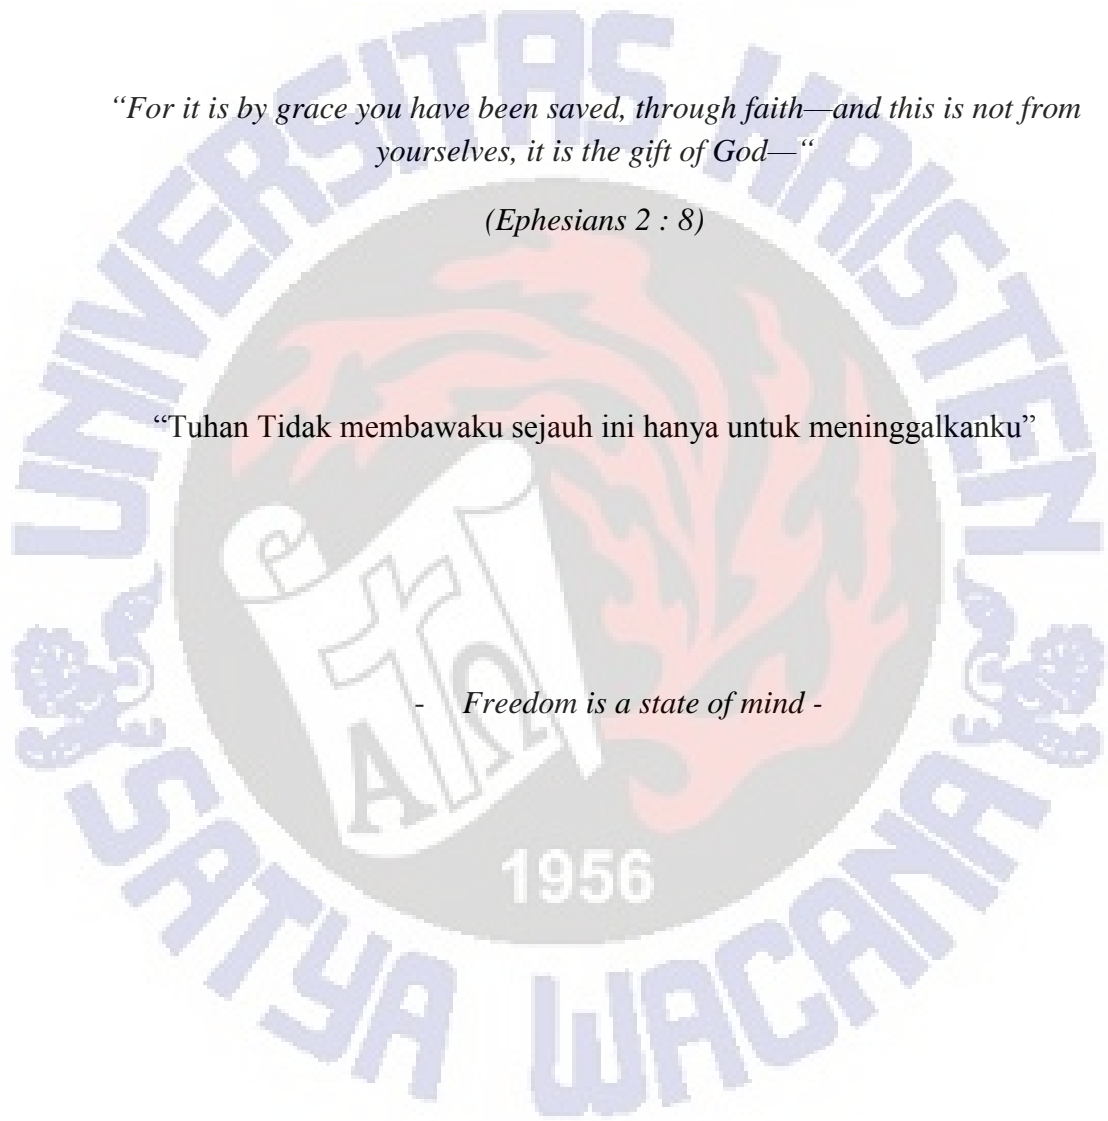 “For it is by grace you have been saved, through faith—and this is not from
yourselves, it is the gift of God—“
(Ephesians 2 : 8)
“Tuhan Tidak membawaku sejauh ini hanya untuk meninggalkanku”
- Freedom is a state of mind -
UNIVERSITAS KRISTEN
SATYA WACANA
Α Ω
1956